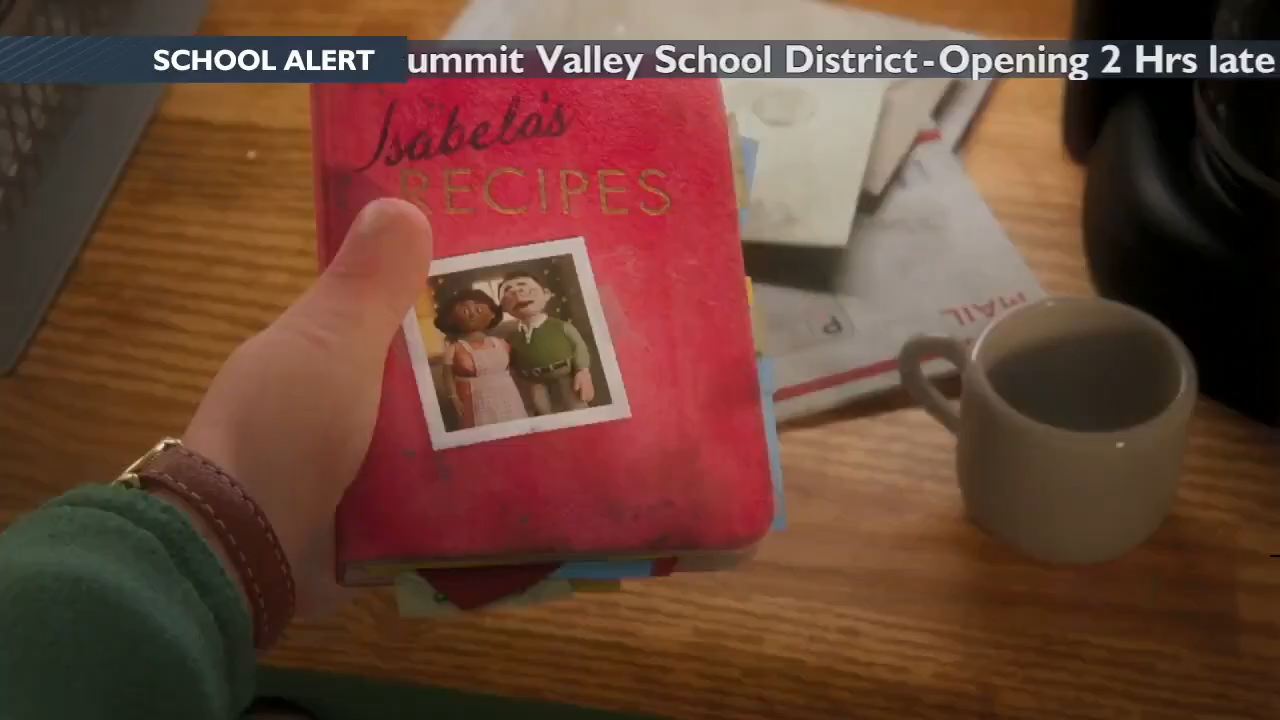 SCHOOL ALERT
ummit Valley School District - Opening 2 Hrs late
Isabela's
RECIPES
MAIL
P